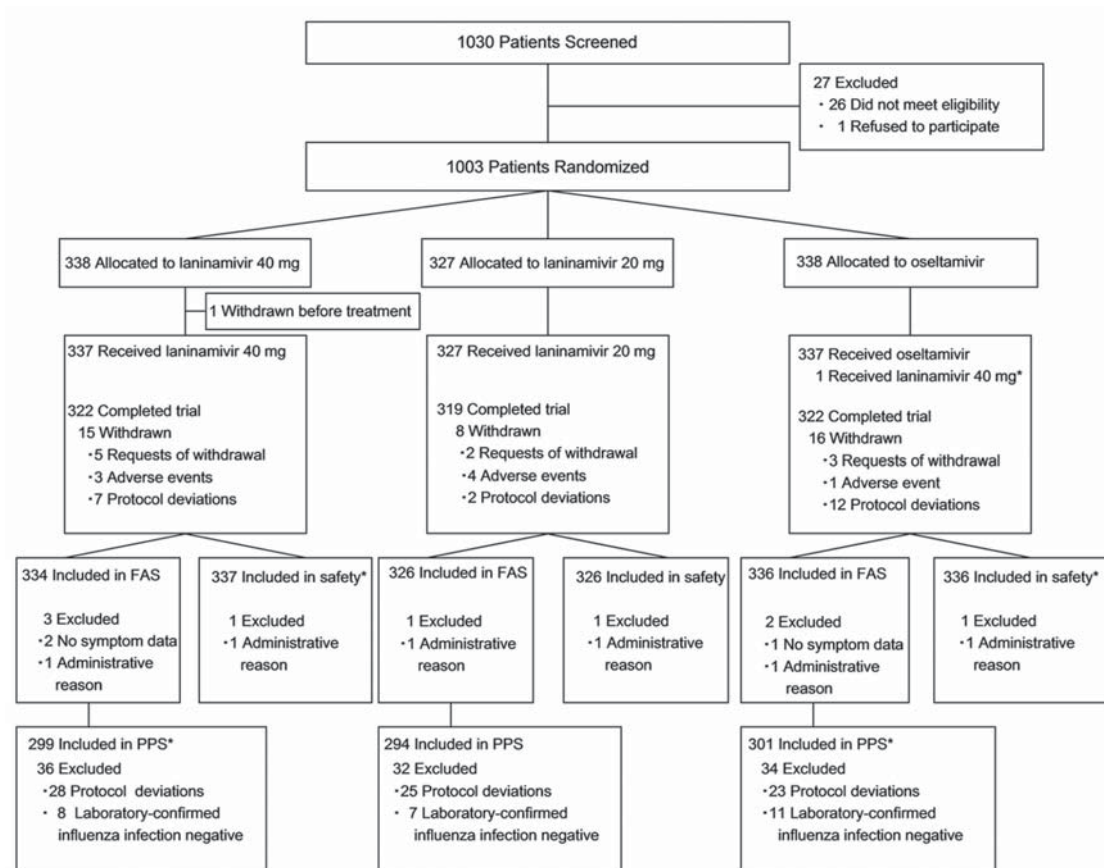 1030 Patients Screened
27 Excluded
・26 Did not meet eligibility
・ 1 Refused to participate
1003 Patients Randomized
338 Allocated to laninamivir 40 mg
327 Allocated to laninamivir 20 mg
338 Allocated to oseltamivir
1 Withdrawn before treatment
337 Received laninamivir 40 mg
322 Completed trial
15 Withdrawn
・5 Requests of withdrawal
・3 Adverse events
・7 Protocol deviations
327 Received laninamivir 20 mg
319 Completed trial
8 Withdrawn
・2 Requests of withdrawal
・4 Adverse events
・2 Protocol deviations
337 Received oseltamivir
1 Received laninamivir 40 mg*
322 Completed trial
16 Withdrawn
・3 Requests of withdrawal
・1 Adverse event
・12 Protocol deviations
334 Included in FAS
3 Excluded
・2 No symptom data
・1 Administrative
reason
337 Included in safety*
1 Excluded
・1 Administrative
reason
326 Included in FAS
1 Excluded
・1 Administrative
reason
326 Included in safety
1 Excluded
・1 Administrative
reason
336 Included in FAS
2 Excluded
・1 No symptom data
・1 Administrative
reason
336 Included in safety*
1 Excluded
・1 Administrative
reason
299 Included in PPS*
36 Excluded
・28 Protocol deviations
・ 8 Laboratory-confirmed
influenza infection negative
294 Included in PPS
32 Excluded
・25 Protocol deviations
・ 7 Laboratory-confirmed
influenza infection negative
301 Included in PPS*
34 Excluded
・23 Protocol deviations
・11 Laboratory-confirmed
influenza infection negative